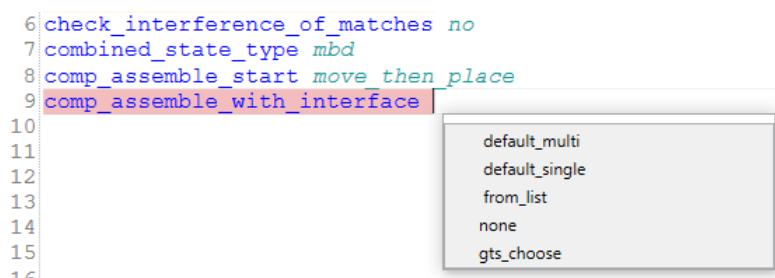 6 check_interference_of_matches no
7 combined_state_type mbd
8 comp_assemble_start move_then_place
9 comp_assemble_with_interface
10
default_multi
11
default_single
12
from_list
13
none
14
gts_choose
15
16